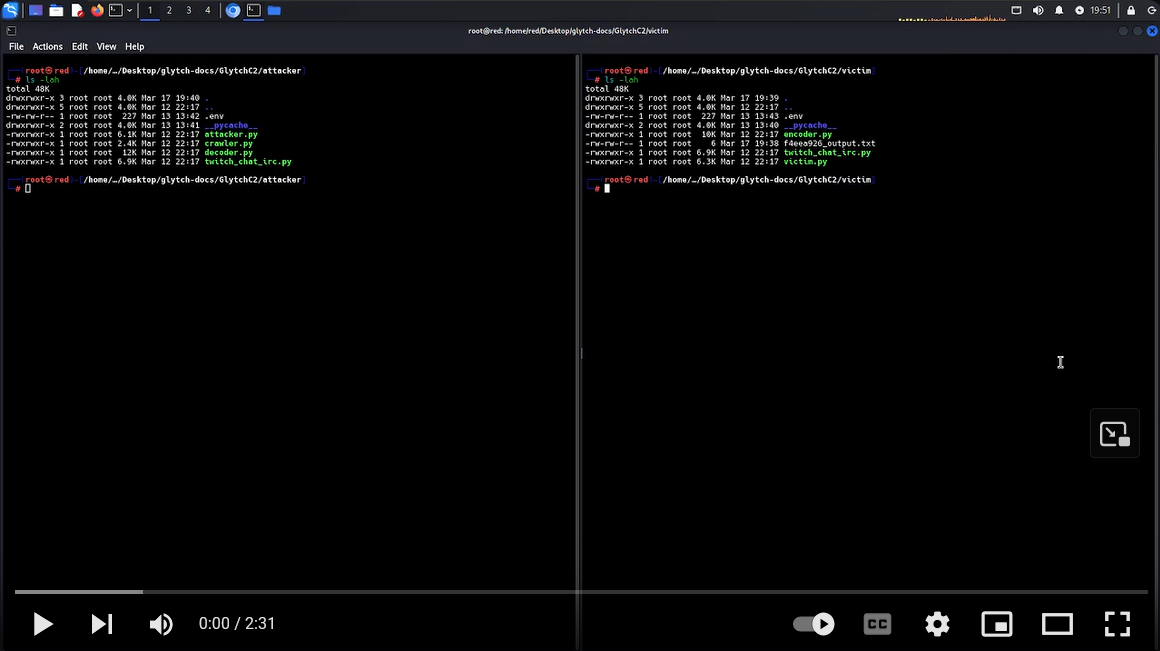 1 2 3 4
19:51
root@red: /home/red/Desktop/glytch-docs/GlytchC2/victim
File Actions Edit View Help
root㉿red)-[/home/…/Desktop/glytch-docs/GlytchC2/attacker]
# ls -lah
total 48K
drwxrwxr-x 3 root root 4.0K Mar 17 19:40 .
drwxrwxr-x 5 root root 4.0K Mar 12 22:17 ..
-rw-rw-r-- 1 root root 227 Mar 13 13:42 .env
drwxrwxr-x 2 root root 4.0K Mar 13 13:41 __pycache__
-rwxrwxr-x 1 root root 6.1K Mar 12 22:17 attacker.py
-rwxrwxr-x 1 root root 2.4K Mar 12 22:17 crawler.py
-rwxrwxr-x 1 root root 12K Mar 12 22:17 decoder.py
-rwxrwxr-x 1 root root 6.9K Mar 12 22:17 twitch_chat_irc.py
root㉿red)-[/home/…/Desktop/glytch-docs/GlytchC2/attacker]
#
root㉿red)-[/home/…/Desktop/glytch-docs/GlytchC2/victim]
# ls -lah
total 48K
drwxrwxr-x 3 root root 4.0K Mar 17 19:39 .
drwxrwxr-x 5 root root 4.0K Mar 12 22:17 ..
-rw-rw-r-- 1 root root 227 Mar 13 13:43 .env
drwxrwxr-x 2 root root 4.0K Mar 13 13:40 __pycache__
-rwxrwxr-x 1 root root 10K Mar 12 22:17 encoder.py
-rw-rw-r-- 1 root root 6 Mar 17 19:38 f4eea926_output.txt
-rwxrwxr-x 1 root root 6.9K Mar 12 22:17 twitch_chat_irc.py
-rwxrwxr-x 1 root root 6.3K Mar 12 22:17 victim.py
root㉿red)-[/home/…/Desktop/glytch-docs/GlytchC2/victim]
#
0:00 / 2:31
CC